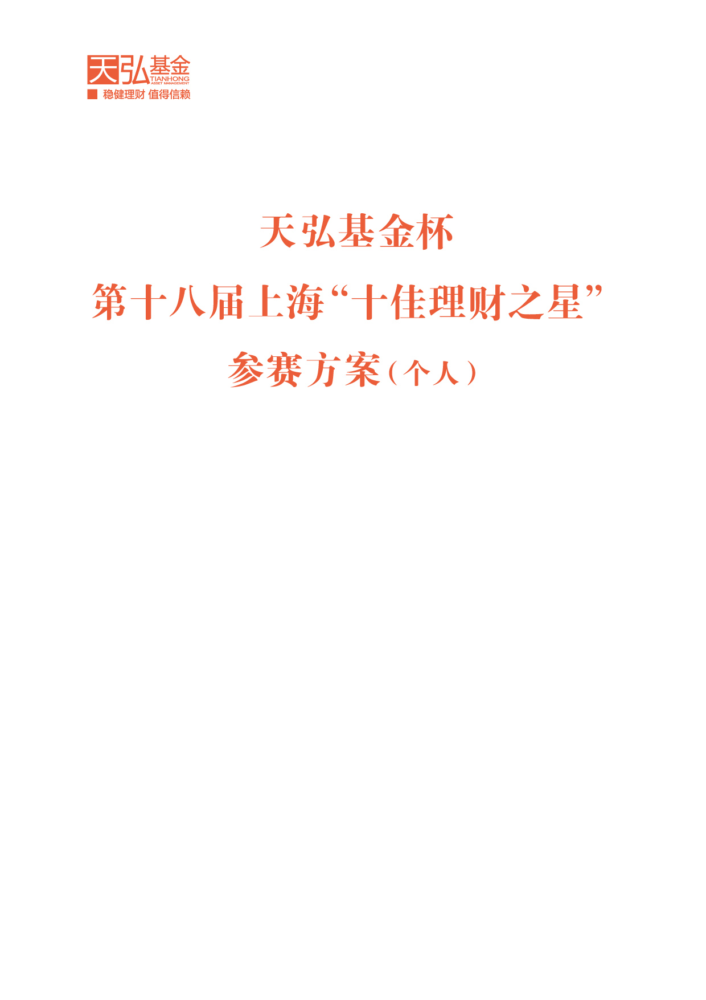 天弘基金
TIANHONG
ASSET MANAGEMENT
稳健理财 值得信赖
天弘基金杯
第十八届上海“十佳理财之星”
参赛方案(个人)